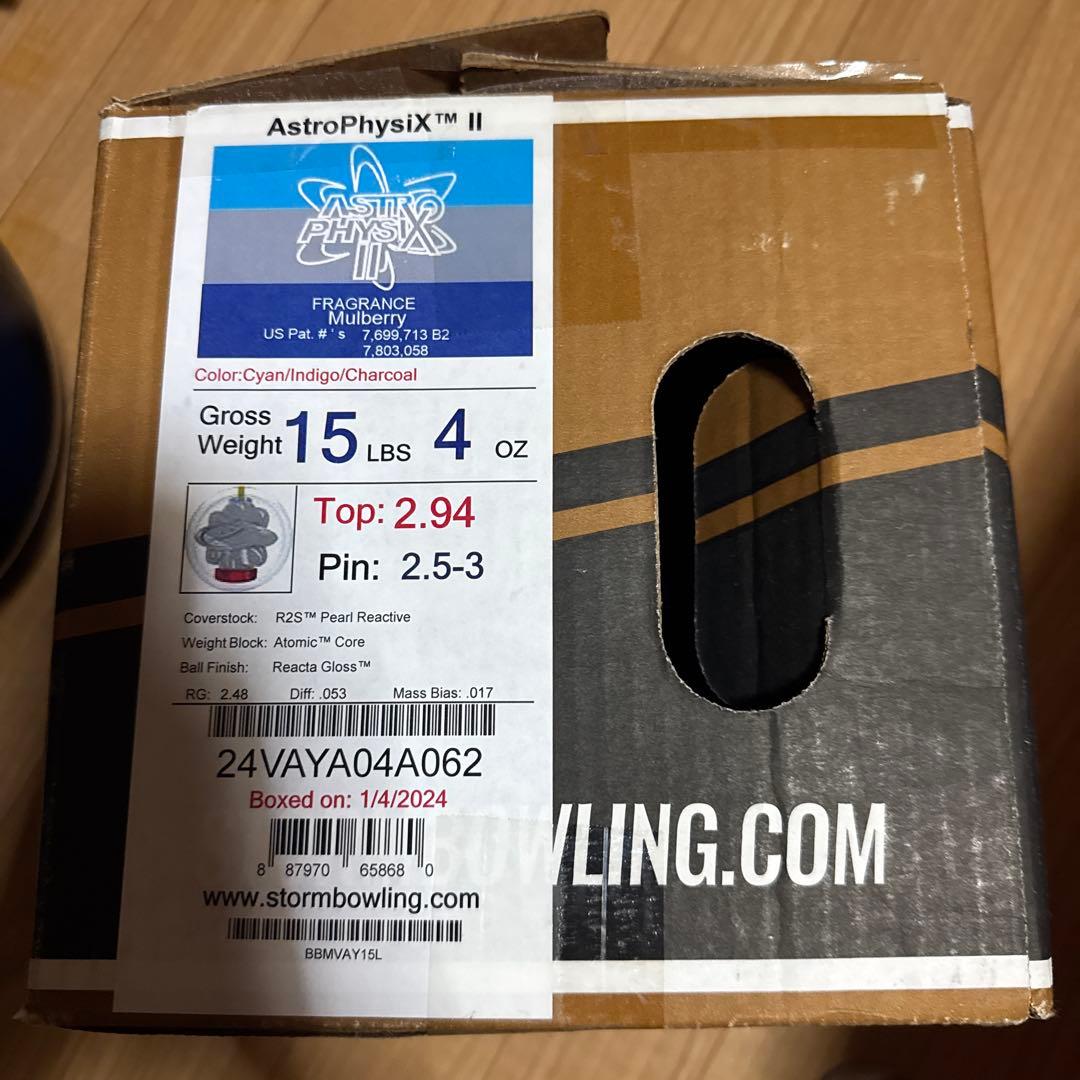 AstroPhysiX™ II
ASTRO
PHYSIX
II
FRAGRANCE
Mulberry
US Pat. # ' s 7,699,713 B2
7,803,058
Color:Cyan/Indigo/Charcoal
Gross
Weight 15 LBS 4 OZ
Top: 2.94
Pin: 2.5-3
Coverstock: R2S™ Pearl Reactive
Weight Block: Atomic™ Core
Ball Finish: Reacta Gloss™
RG: 2.48 Diff: .053 Mass Bias: .017
24VAYA04A062
Boxed on: 1/4/2024
8 87970 65868 0
www.stormbowling.com
BBMVAY15L
BOWLING.COM